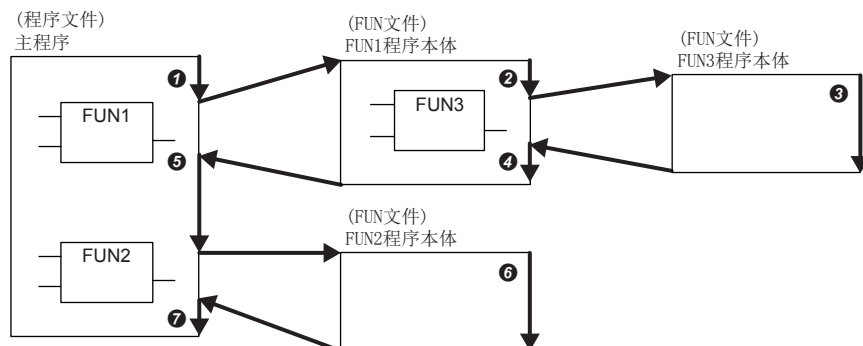 (程序文件)
主程序
❶
FUN1
❺
FUN2
❼
(FUN文件)
FUN1程序本体
❷
FUN3
❹
(FUN文件)
FUN3程序本体
❸
(FUN文件)
FUN2程序本体
❻